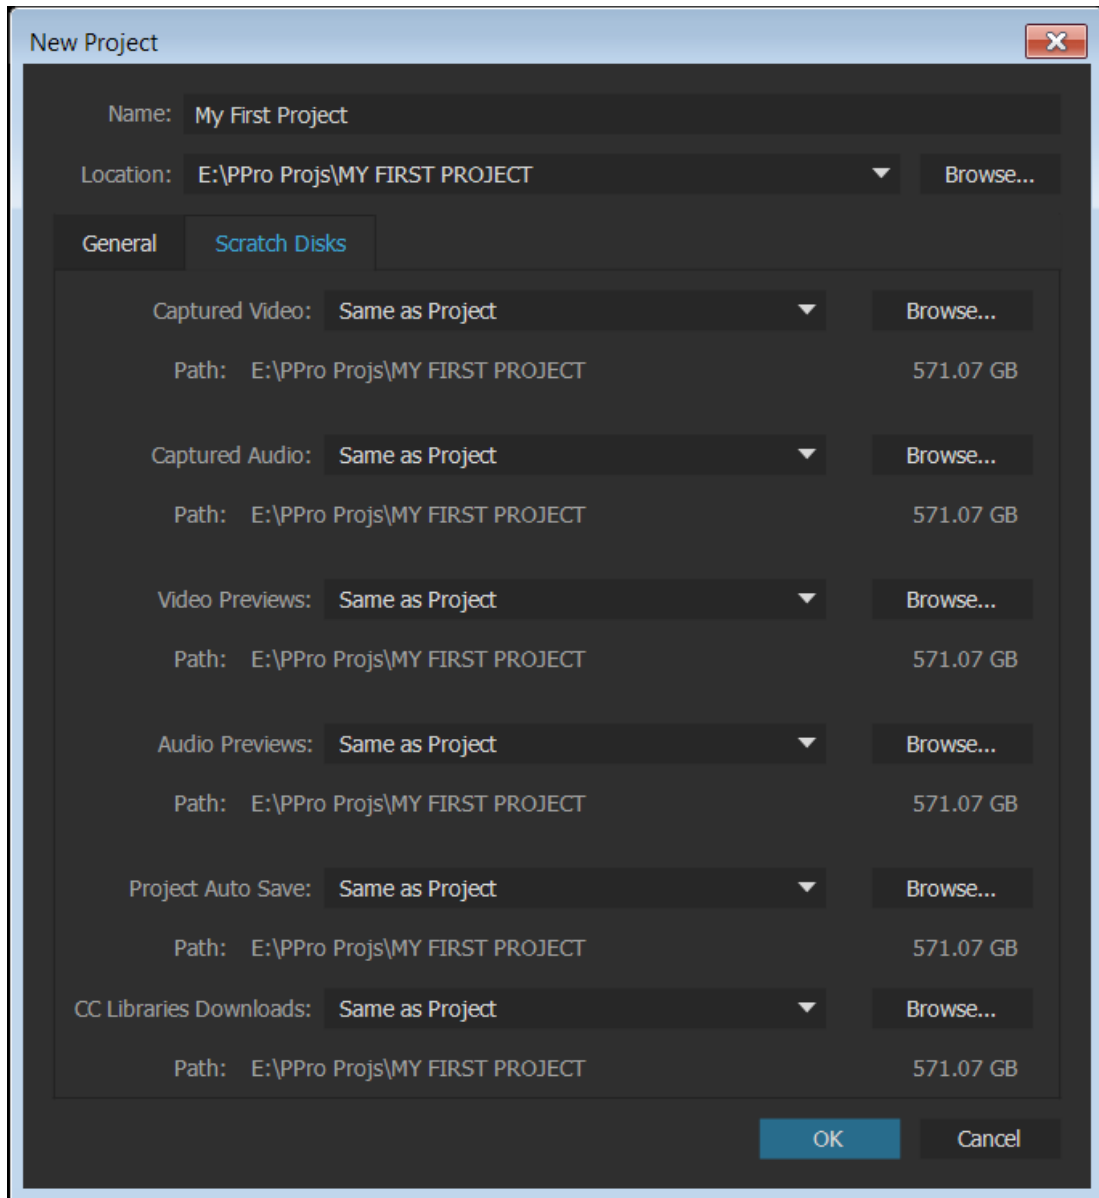 New Project
Name: My First Project
Location: E:\PPro Projs\MY FIRST PROJECT Browse...
General Scratch Disks
Captured Video: Same as Project Browse...
Path: E:\PPro Projs\MY FIRST PROJECT 571.07 GB
Captured Audio: Same as Project Browse...
Path: E:\PPro Projs\MY FIRST PROJECT 571.07 GB
Video Previews: Same as Project Browse...
Path: E:\PPro Projs\MY FIRST PROJECT 571.07 GB
Audio Previews: Same as Project Browse...
Path: E:\PPro Projs\MY FIRST PROJECT 571.07 GB
Project Auto Save: Same as Project Browse...
Path: E:\PPro Projs\MY FIRST PROJECT 571.07 GB
CC Libraries Downloads: Same as Project Browse...
Path: E:\PPro Projs\MY FIRST PROJECT 571.07 GB
OK Cancel